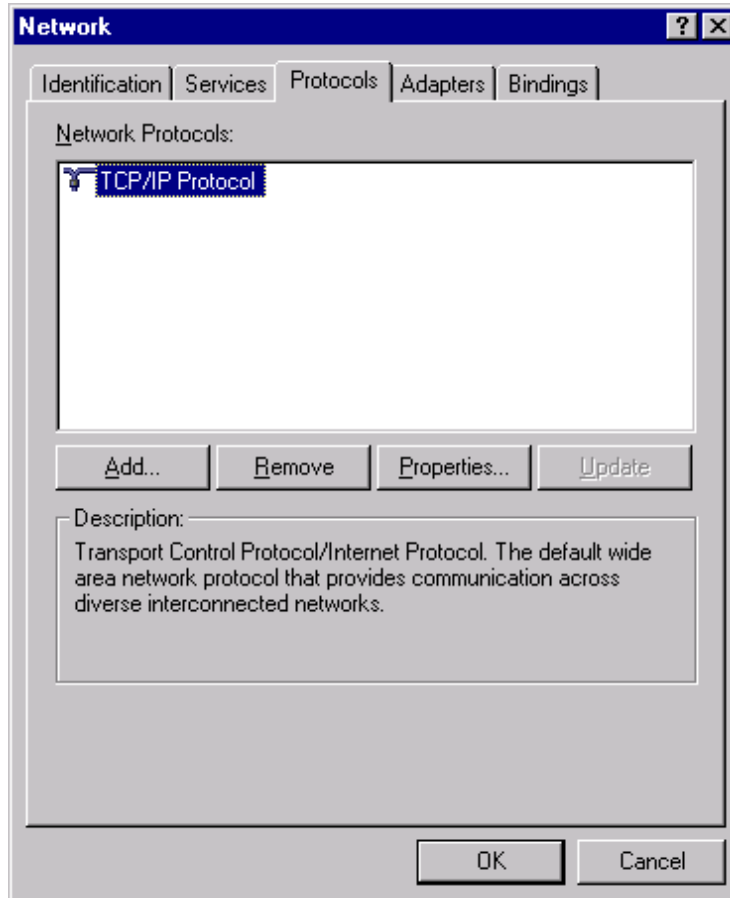 Network
Identification Services Protocols Adapters Bindings
Network Protocols:
TCP/IP Protocol
Add... Remove Properties... Update
Description:
Transport Control Protocol/Internet Protocol. The default wide
area network protocol that provides communication across
diverse interconnected networks.
OK Cancel